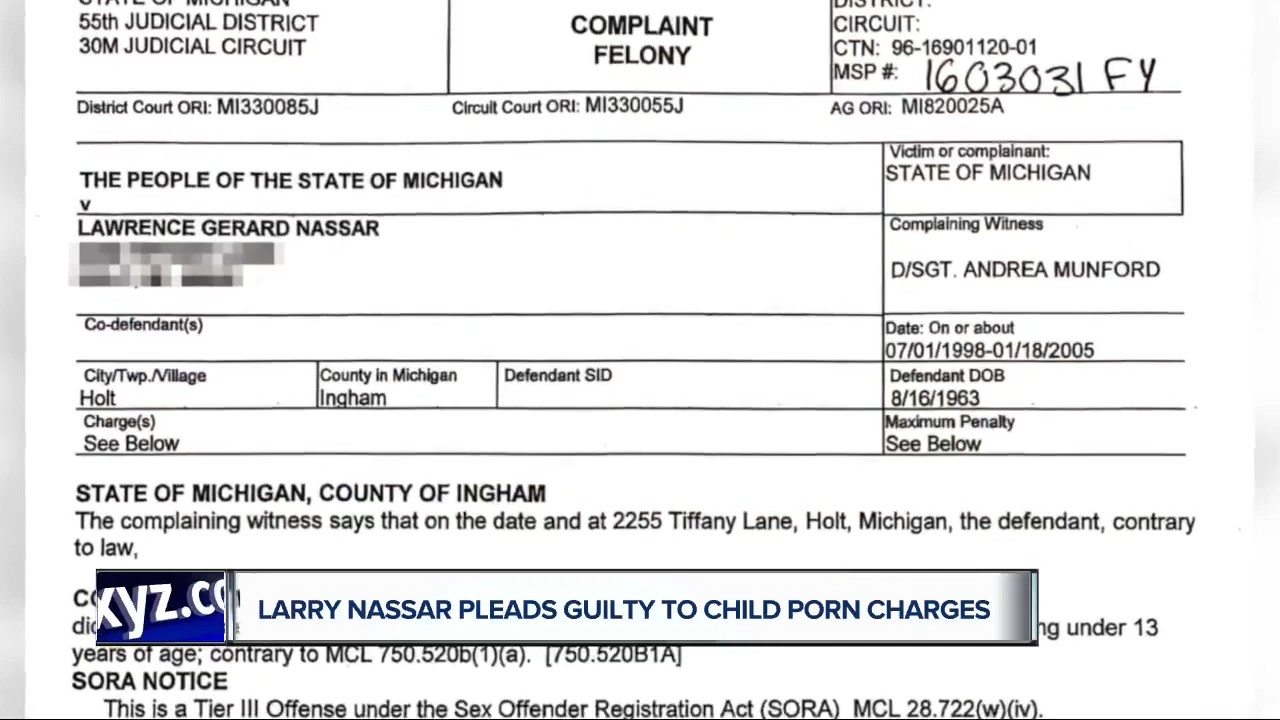 STATE OF MICHIGAN
55th JUDICIAL DISTRICT
30M JUDICIAL CIRCUIT
COMPLAINT
FELONY
DISTRICT:
CIRCUIT:
CTN: 96-16901120-01
MSP #: 1603031 FY
District Court ORI: MI330085J
Circuit Court ORI: MI330055J
AG ORI: MI820025A
THE PEOPLE OF THE STATE OF MICHIGAN
v
LAWRENCE GERARD NASSAR
Victim or complainant:
STATE OF MICHIGAN
Complaining Witness
D/SGT. ANDREA MUNFORD
Co-defendant(s)
Date: On or about
07/01/1998-01/18/2005
City/Twp./Village
Holt
County in Michigan
Ingham
Defendant SID
Defendant DOB
8/16/1963
Charge(s)
See Below
Maximum Penalty
See Below
STATE OF MICHIGAN, COUNTY OF INGHAM
The complaining witness says that on the date and at 2255 Tiffany Lane, Holt, Michigan, the defendant, contrary
to law,
xyz.co
LARRY NASSAR PLEADS GUILTY TO CHILD PORN CHARGES
under 13
years of age; contrary to MCL 750.520b(1)(a). [750.520B1A]
SORA NOTICE
This is a Tier III Offense under the Sex Offender Registration Act (SORA) MCL 28.722(w)(iv).